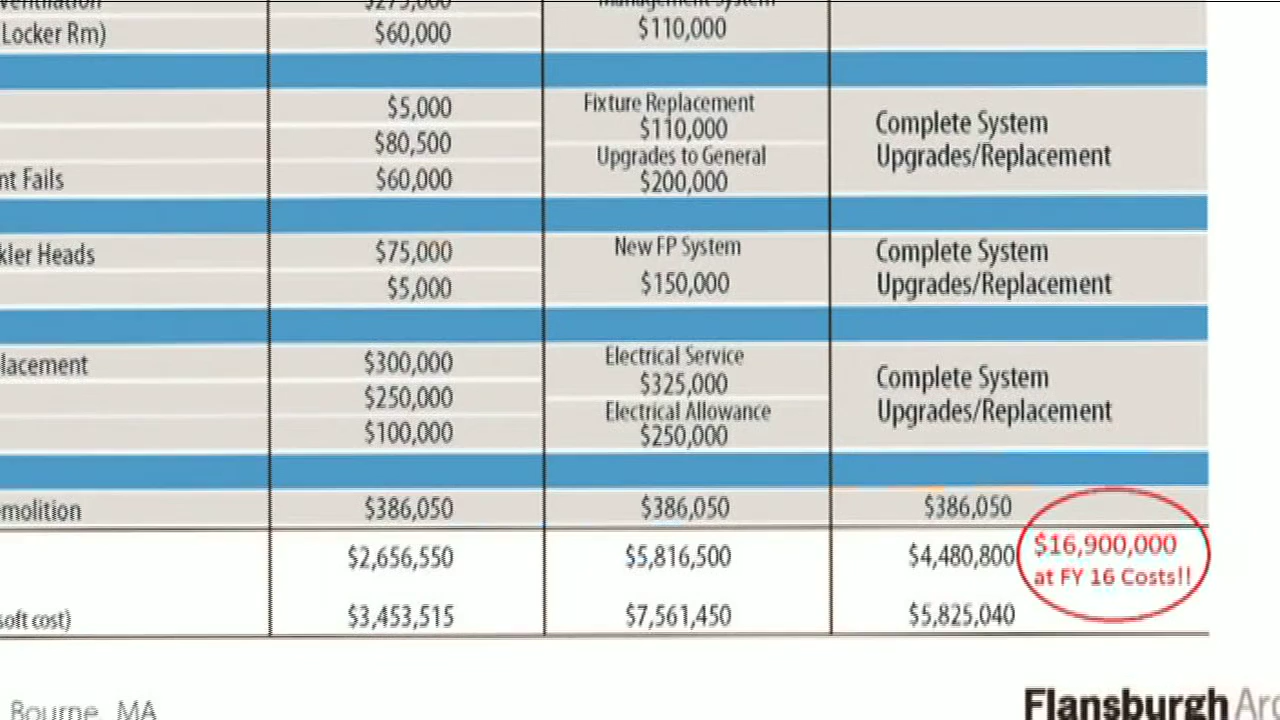 Ventilation $275,000 Management System
Locker Rm) $60,000 $110,000
$5,000 Fixture Replacement
$110,000 Complete System
$80,500 Upgrades to General Upgrades/Replacement
nt Fails $60,000 $200,000
kler Heads $75,000 New FP System Complete System
$5,000 $150,000 Upgrades/Replacement
lacement $300,000 Electrical Service
$325,000 Complete System
$250,000 Electrical Allowance Upgrades/Replacement
$100,000 $250,000
molition $386,050 $386,050 $386,050
$2,656,550 $5,816,500 $4,480,800 $16,900,000
at FY 16 Costs!!
soft cost) $3,453,515 $7,561,450 $5,825,040
Bourne, MA Flansburgh Arc